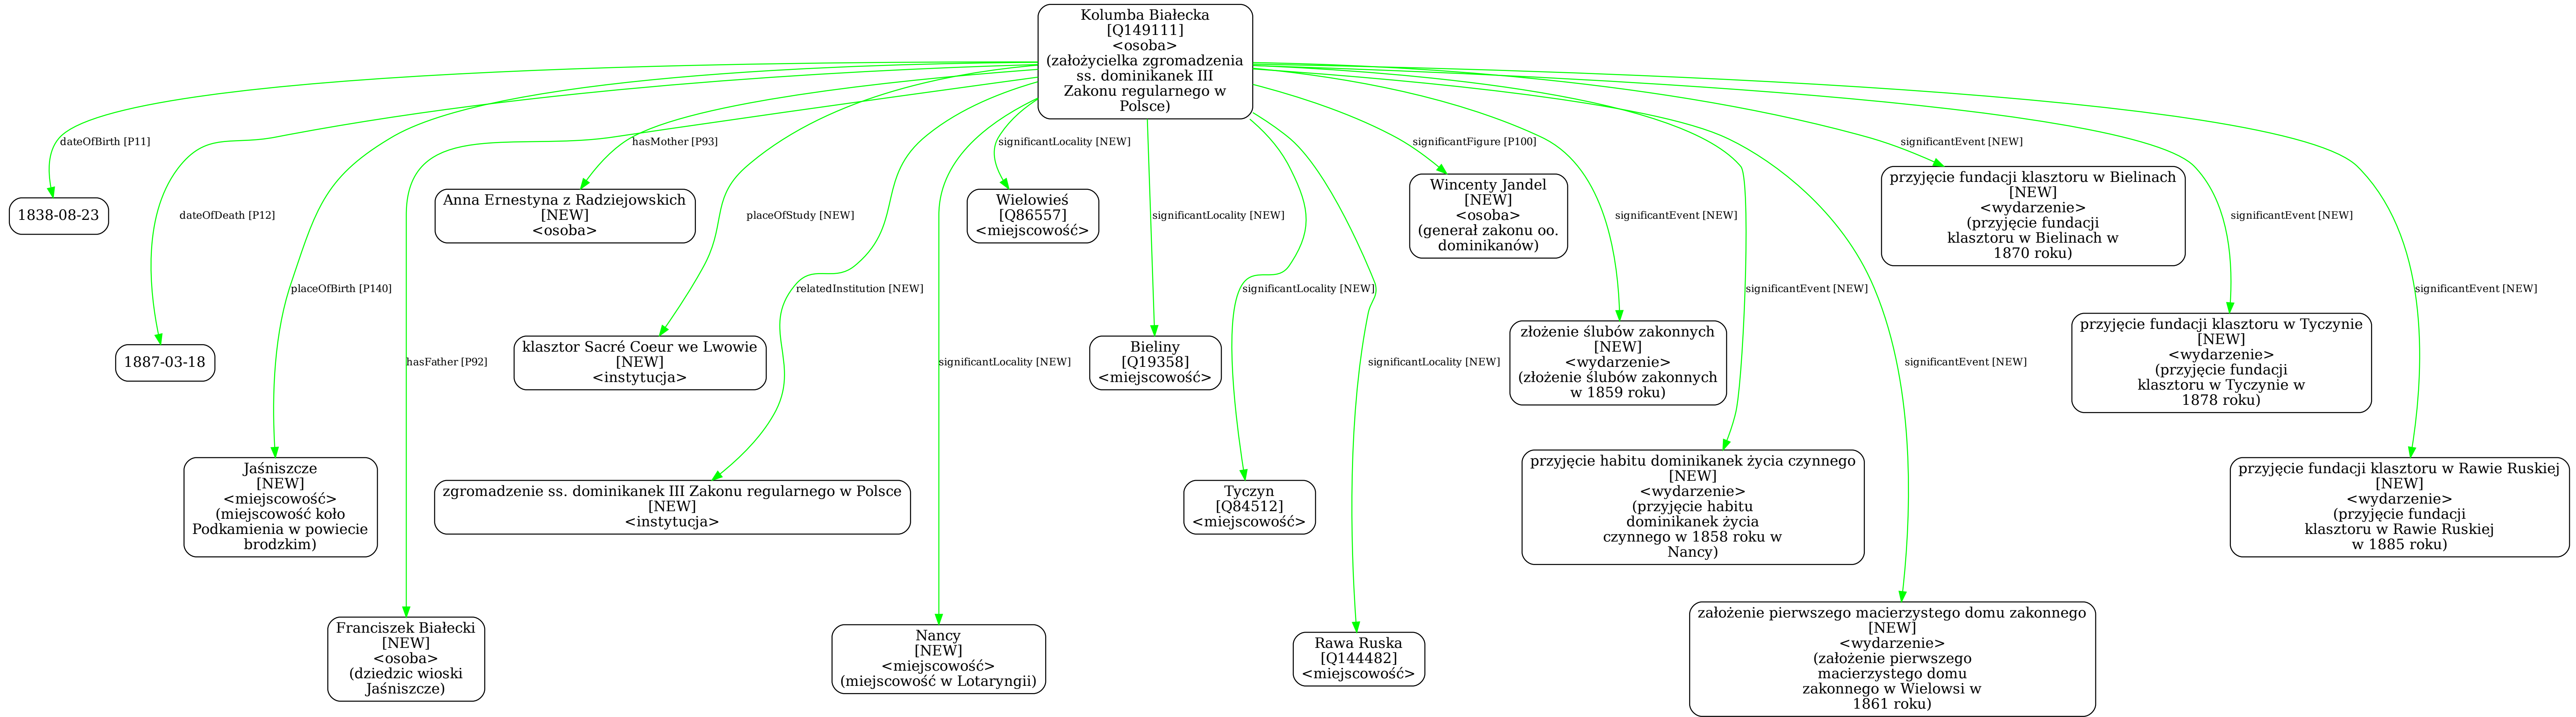 Kolumba Białecka
[Q149111]
<osoba>
(założycielka zgromadzenia
ss. dominikanek III
Zakonu regularnego w
Polsce)
dateOfBirth [P11]
1838-08-23
dateOfDeath [P12]
1887-03-18
placeOfBirth [P140]
Jaśniszcze
[NEW]
<miejscowość>
(miejscowość koło
Podkamienia w powiecie
brodzkim)
hasFather [P92]
Franciszek Białecki
[NEW]
<osoba>
(dziedzic wioski
Jaśniszcze)
hasMother [P93]
Anna Ernestyna z Radziejowskich
[NEW]
<osoba>
placeOfStudy [NEW]
klasztor Sacré Coeur we Lwowie
[NEW]
<instytucja>
relatedInstitution [NEW]
zgromadzenie ss. dominikanek III Zakonu regularnego w Polsce
[NEW]
<instytucja>
significantLocality [NEW]
Nancy
[NEW]
<miejscowość>
(miejscowość w Lotaryngii)
significantLocality [NEW]
Wielowieś
[Q86557]
<miejscowość>
significantLocality [NEW]
Bieliny
[Q19358]
<miejscowość>
significantLocality [NEW]
Tyczyn
[Q84512]
<miejscowość>
significantLocality [NEW]
Rawa Ruska
[Q144482]
<miejscowość>
significantFigure [P100]
Wincenty Jandel
[NEW]
<osoba>
(generał zakonu oo.
dominikanów)
significantEvent [NEW]
złożenie ślubów zakonnych
[NEW]
<wydarzenie>
(złożenie ślubów zakonnych
w 1859 roku)
significantEvent [NEW]
przyjęcie habitu dominikanek życia czynnego
[NEW]
<wydarzenie>
(przyjęcie habitu
dominikanek życia
czynnego w 1858 roku w
Nancy)
significantEvent [NEW]
założenie pierwszego macierzystego domu zakonnego
[NEW]
<wydarzenie>
(założenie pierwszego
macierzystego domu
zakonnego w Wielowsi w
1861 roku)
significantEvent [NEW]
przyjęcie fundacji klasztoru w Bielinach
[NEW]
<wydarzenie>
(przyjęcie fundacji
klasztoru w Bielinach w
1870 roku)
significantEvent [NEW]
przyjęcie fundacji klasztoru w Tyczynie
[NEW]
<wydarzenie>
(przyjęcie fundacji
klasztoru w Tyczynie w
1878 roku)
significantEvent [NEW]
przyjęcie fundacji klasztoru w Rawie Ruskiej
[NEW]
<wydarzenie>
(przyjęcie fundacji
klasztoru w Rawie Ruskiej
w 1885 roku)